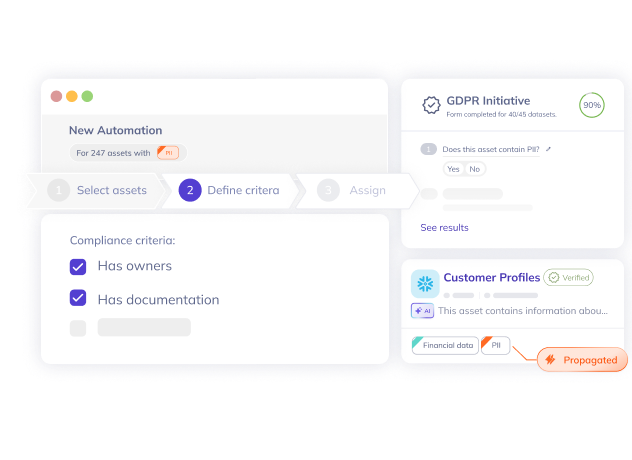 New Automation
For 247 assets with PII
1 Select assets
2 Define critera
3 Assign
Compliance criteria:
Has owners
Has documentation
GDPR Initiative
Form completed for 40/45 datasets.
90%
1 Does this asset contain PII?
Yes No
See results
Customer Profiles Verified
AI This asset contains information abou...
Financial data PII
Propagated